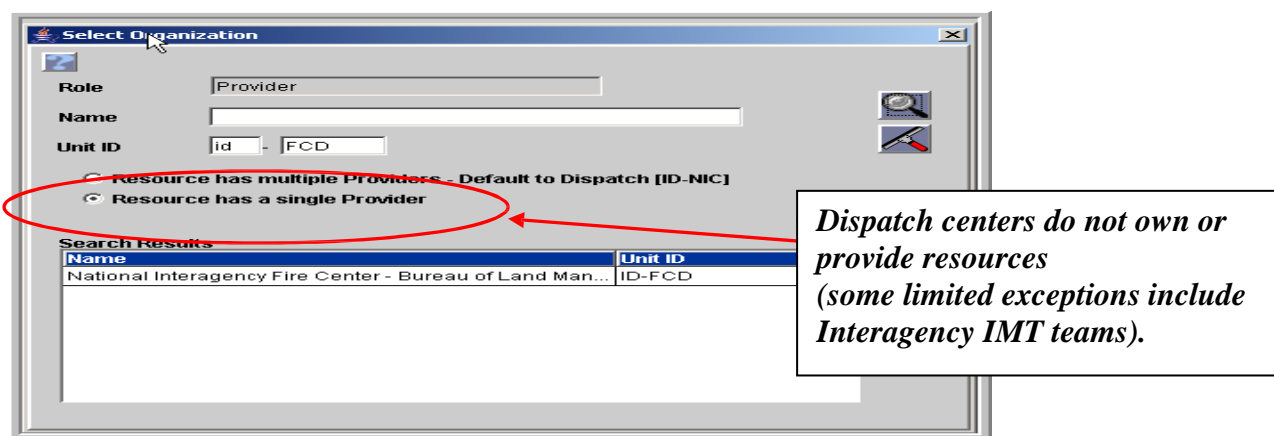 Select Organization
Role Provider
Name
Unit ID id - FCD
Resource has multiple Providers - Default to Dispatch [ID-NIC]
Resource has a single Provider
Search Results
Name Unit ID
National Interagency Fire Center - Bureau of Land Man... ID-FCD
Dispatch centers do not own or
provide resources
(some limited exceptions include
Interagency IMT teams).